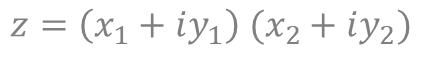 z = (x₁ + iy₁) (x₂ + iy₂)